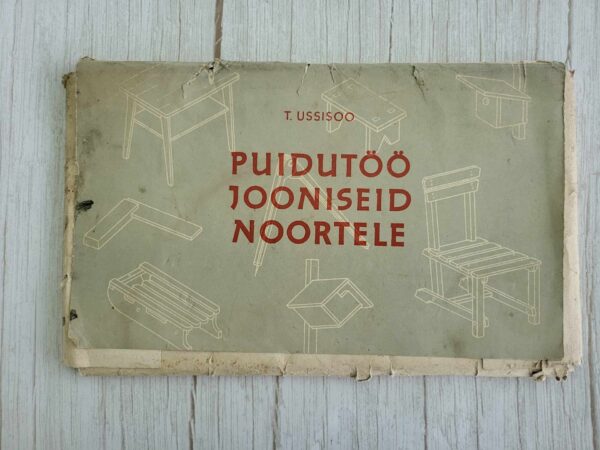 T. USSISOO
PUIDUTÖÖ
JOONISEID
NOORTELE